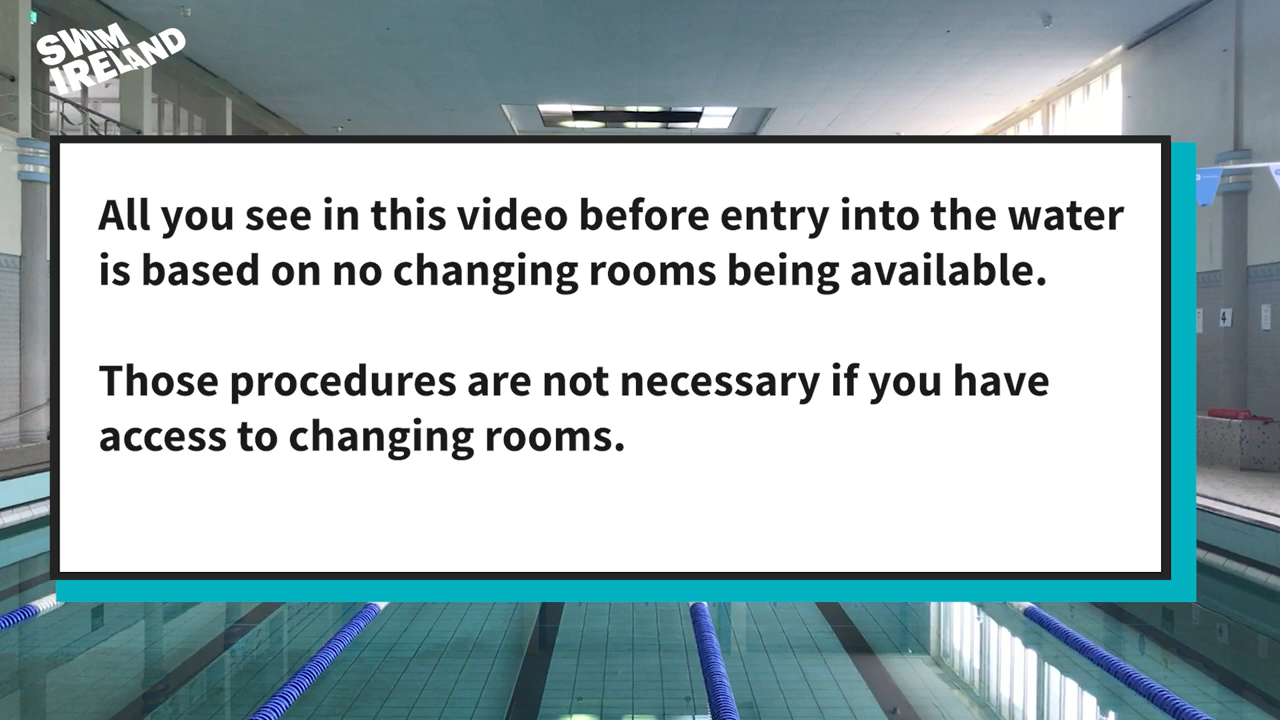 SWIM
IRELAND
All you see in this video before entry into the water
is based on no changing rooms being available.
Those procedures are not necessary if you have
access to changing rooms.
4